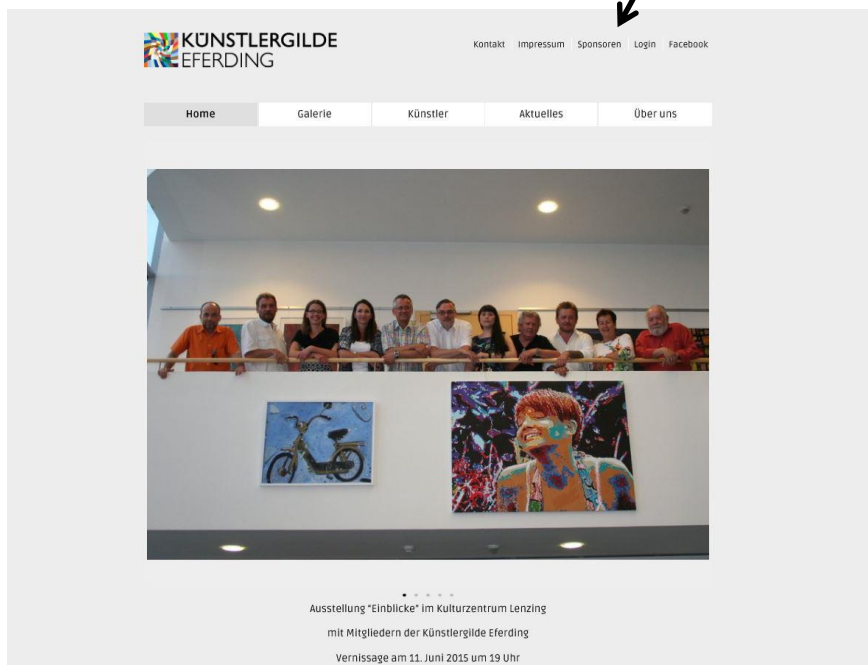 KÜNSTLERGILDE
EFERDING
Kontakt Impressum Sponsoren Login Facebook
Home Galerie Künstler Aktuelles Über uns
Ausstellung "Einblicke" im Kulturzentrum Lenzing
mit Mitgliedern der Künstlergilde Eferding
Vernissage am 11. Juni 2015 um 19 Uhr